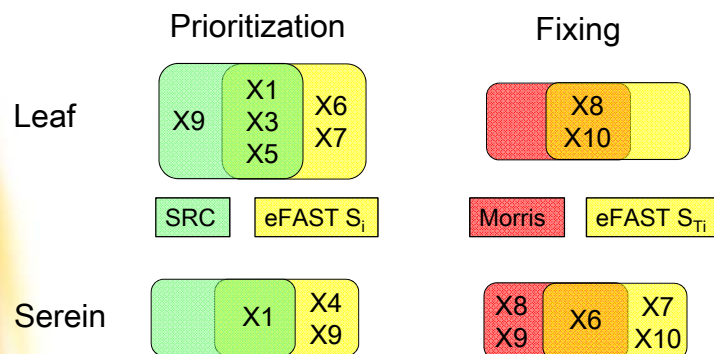 Prioritization
Fixing
Leaf
X9
X1
X3
X5
X6
X7
X8
X10
SRC
eFAST Si
Morris
eFAST STi
Serein
X1
X4
X9
X8
X9
X6
X7
X10